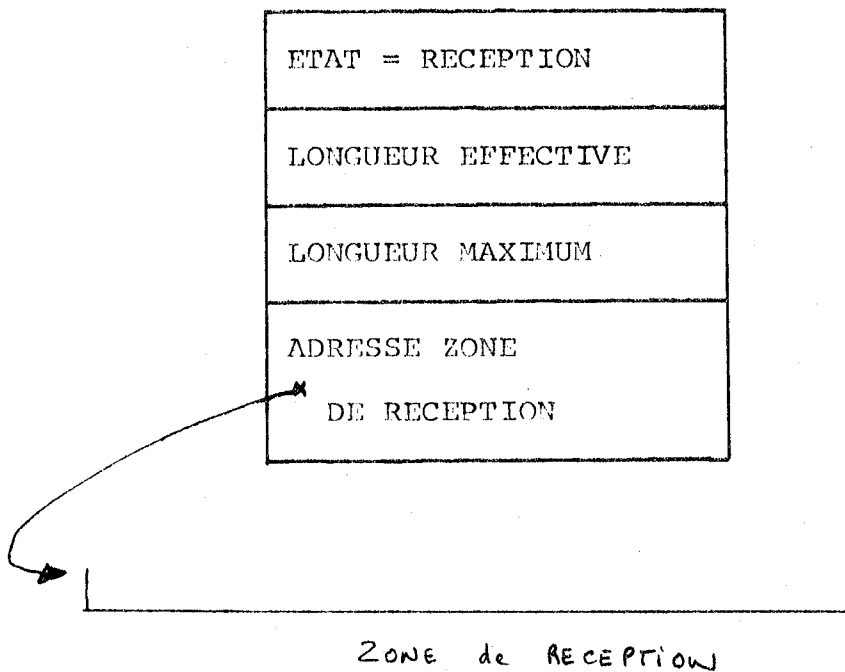 ETAT = RECEPTION
LONGUEUR EFFECTIVE
LONGUEUR MAXIMUM
ADRESSE ZONE
DE RECEPTION
ZONE de RECEPTION